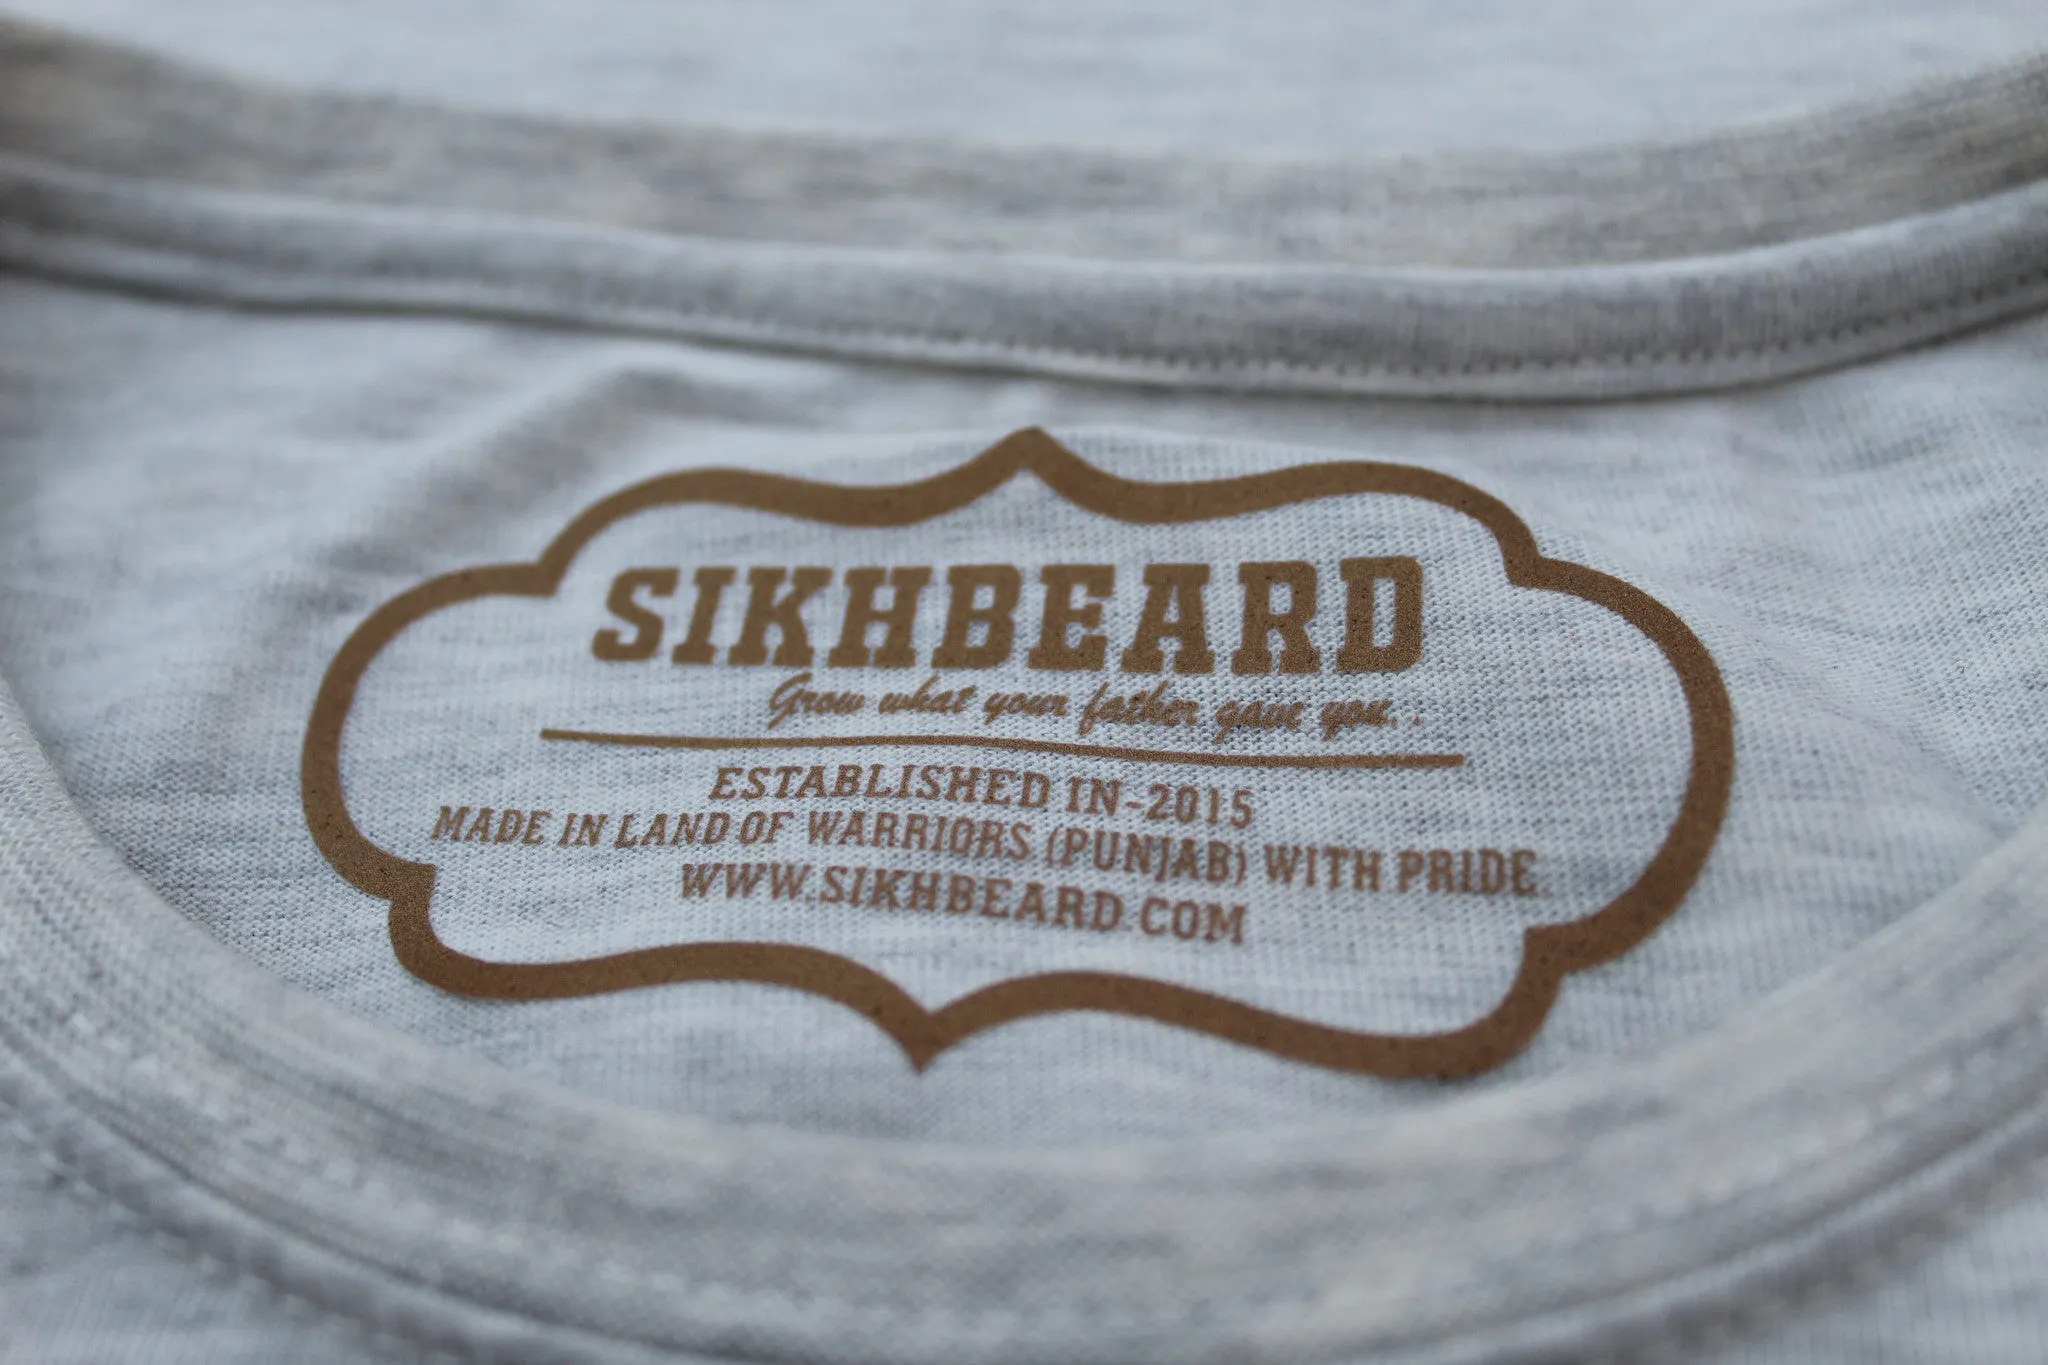 SIKHBEARD
Grow what your father gave you..
ESTABLISHED IN-2015
MADE IN LAND OF WARRIORS (PUNJAB) WITH PRIDE
WWW.SIKHBEARD.COM